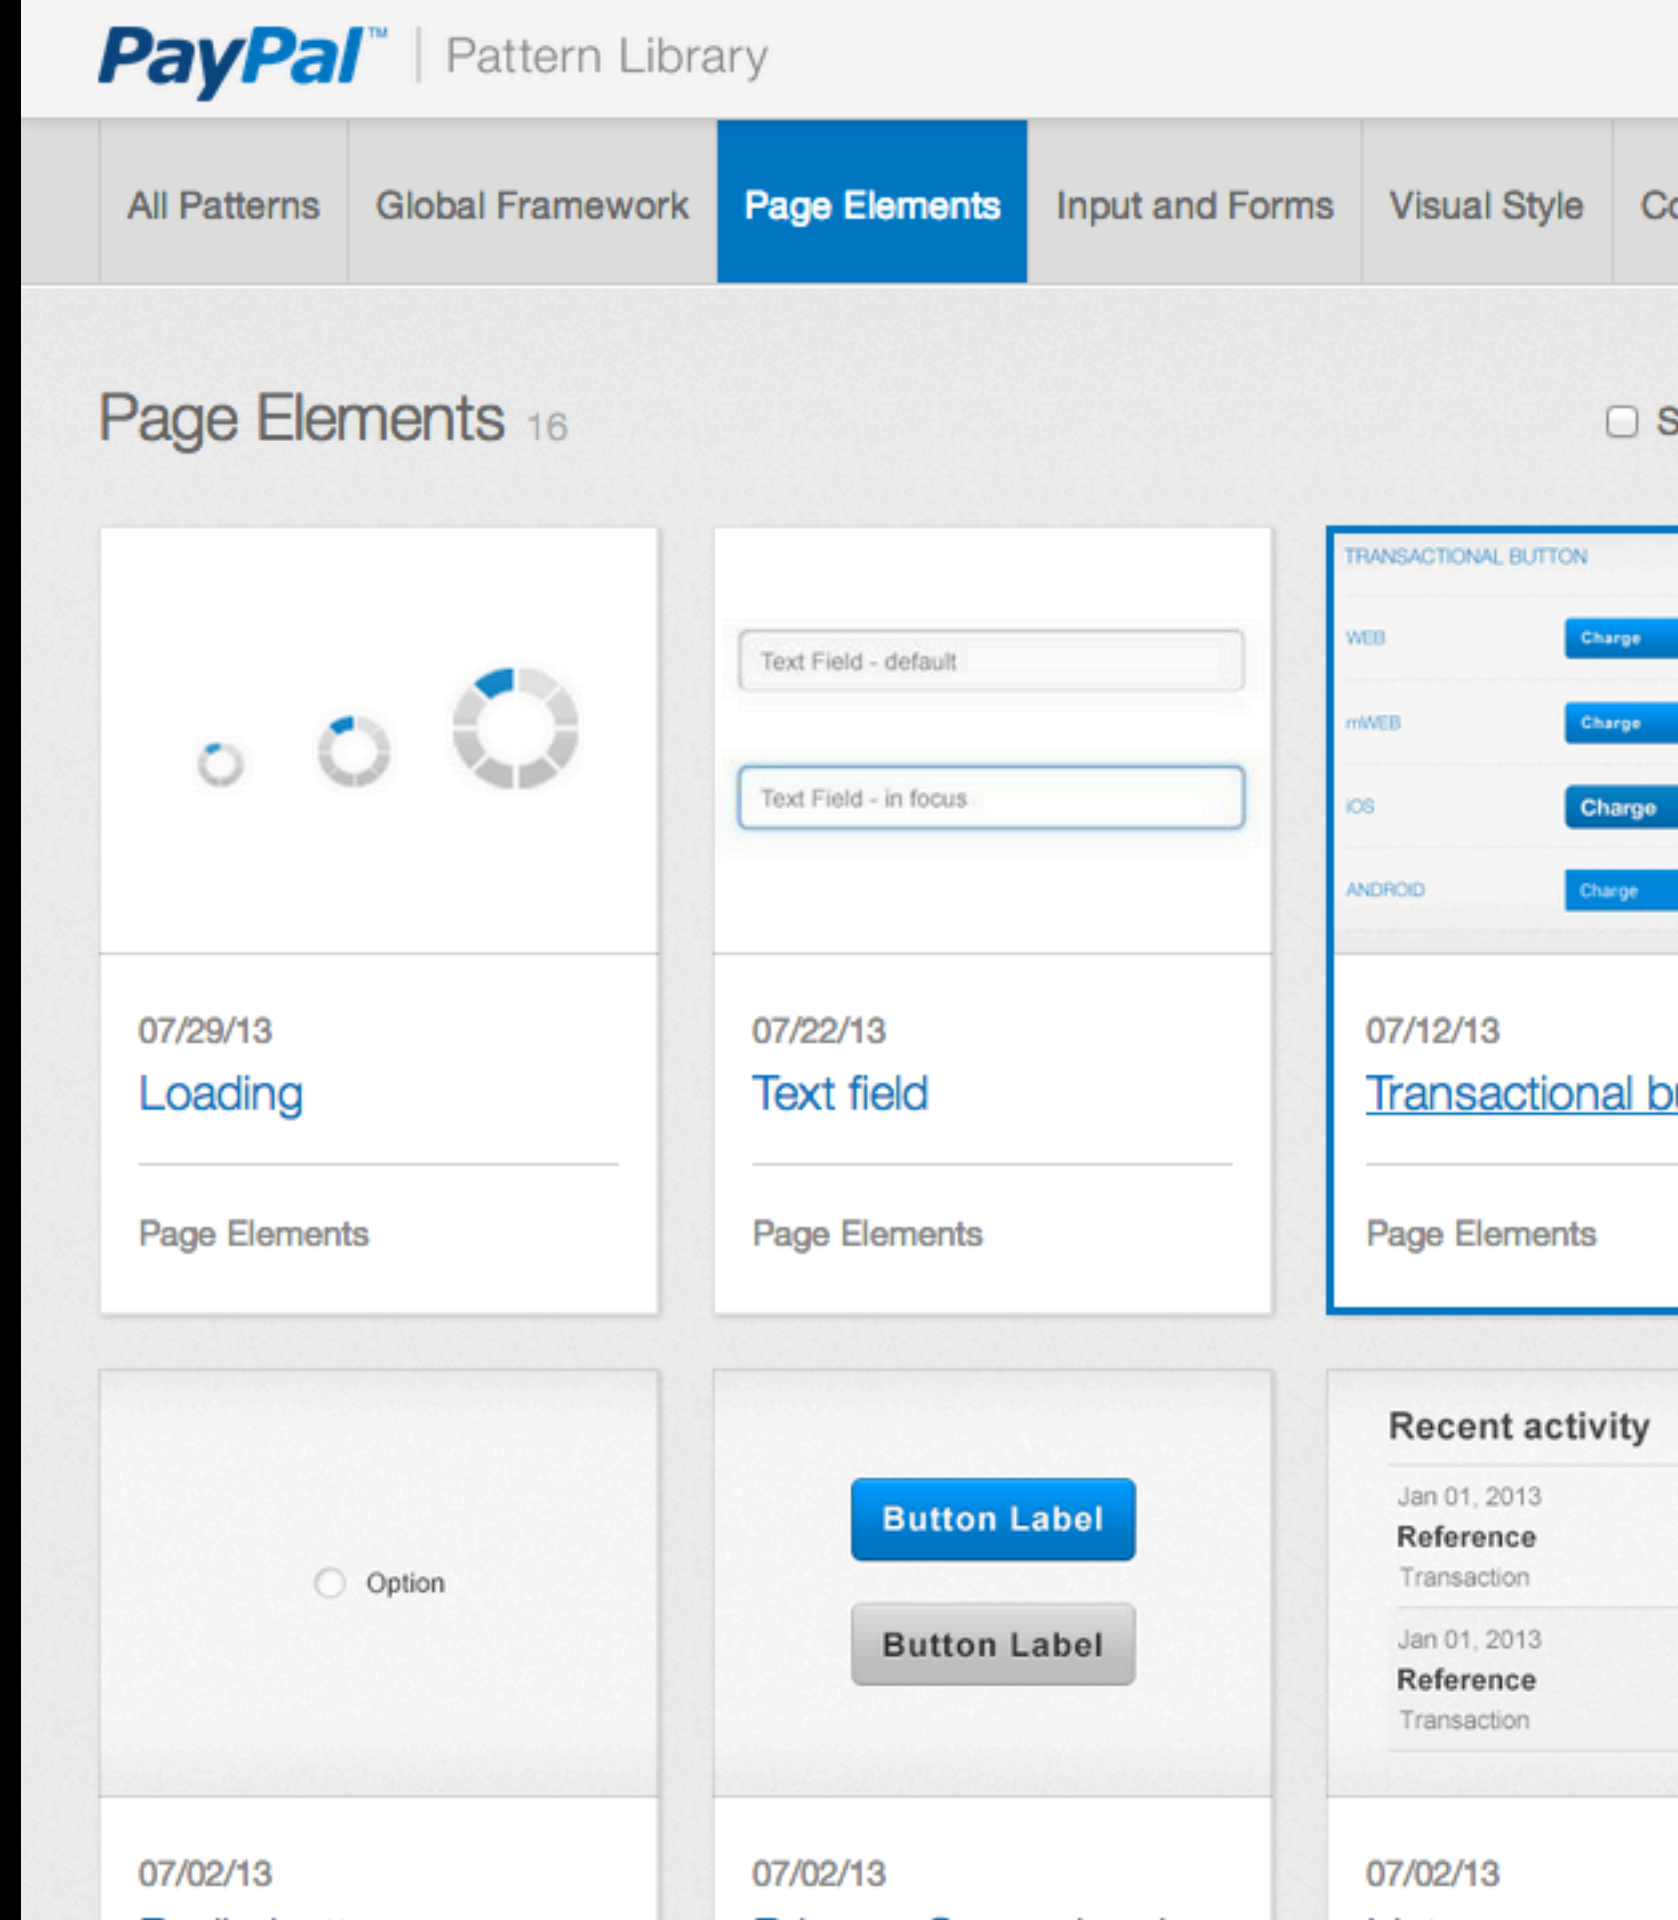 PayPal™ | Pattern Library
All Patterns Global Framework Page Elements Input and Forms Visual Style
Page Elements 16
Text Field - default
Text Field - in focus
TRANSACTIONAL BUTTON
WEB Charge
mWEB Charge
iOS Charge
ANDROID Charge
07/29/13
Loading
Page Elements
07/22/13
Text field
Page Elements
07/12/13
Transactional
Page Elements
Option
Button Label
Button Label
Recent activity
Jan 01, 2013
Reference
Transaction
Jan 01, 2013
Reference
Transaction
07/02/13
07/02/13
07/02/13